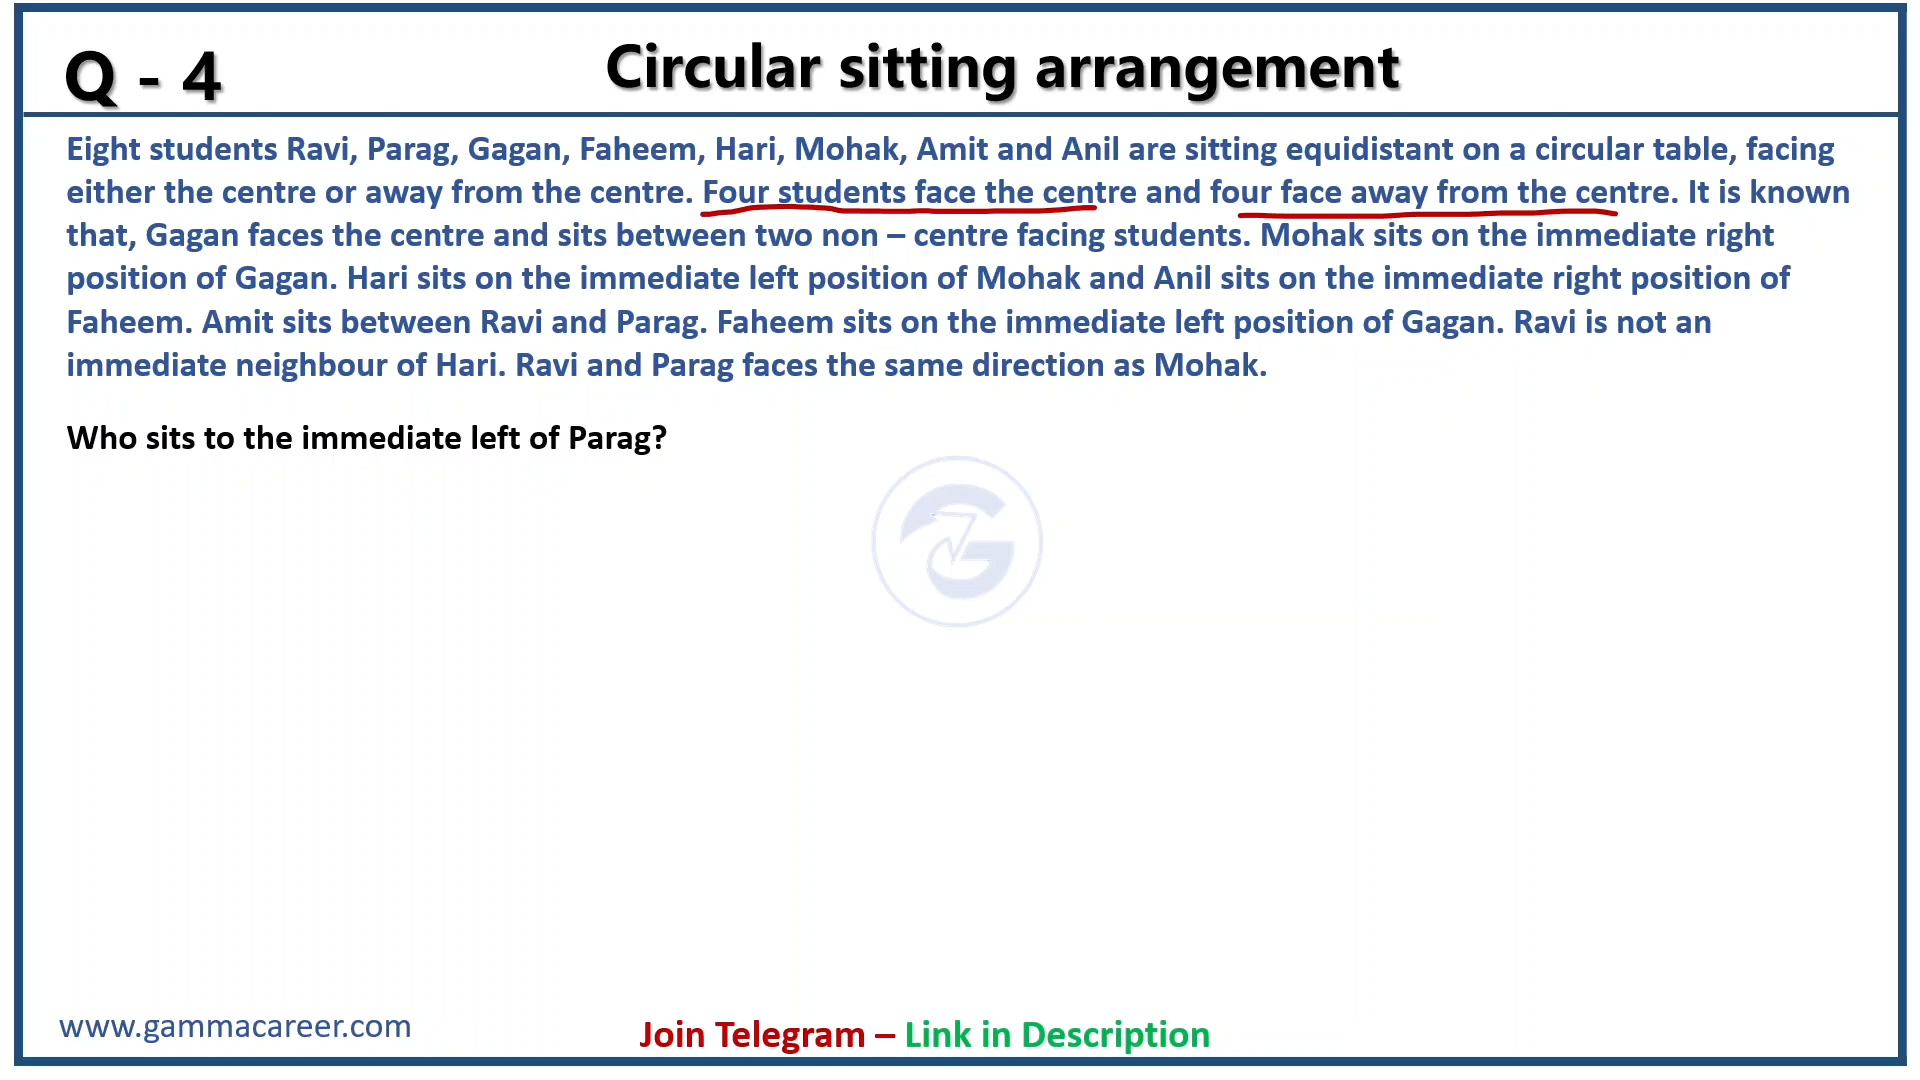 Q - 4
Circular sitting arrangement
Eight students Ravi, Parag, Gagan, Faheem, Hari, Mohak, Amit and Anil are sitting equidistant on a circular table, facing
either the centre or away from the centre. Four students face the centre and four face away from the centre. It is known
that, Gagan faces the centre and sits between two non – centre facing students. Mohak sits on the immediate right
position of Gagan. Hari sits on the immediate left position of Mohak and Anil sits on the immediate right position of
Faheem. Amit sits between Ravi and Parag. Faheem sits on the immediate left position of Gagan. Ravi is not an
immediate neighbour of Hari. Ravi and Parag faces the same direction as Mohak.
Who sits to the immediate left of Parag?
www.gammacareer.com
Join Telegram – Link in Description